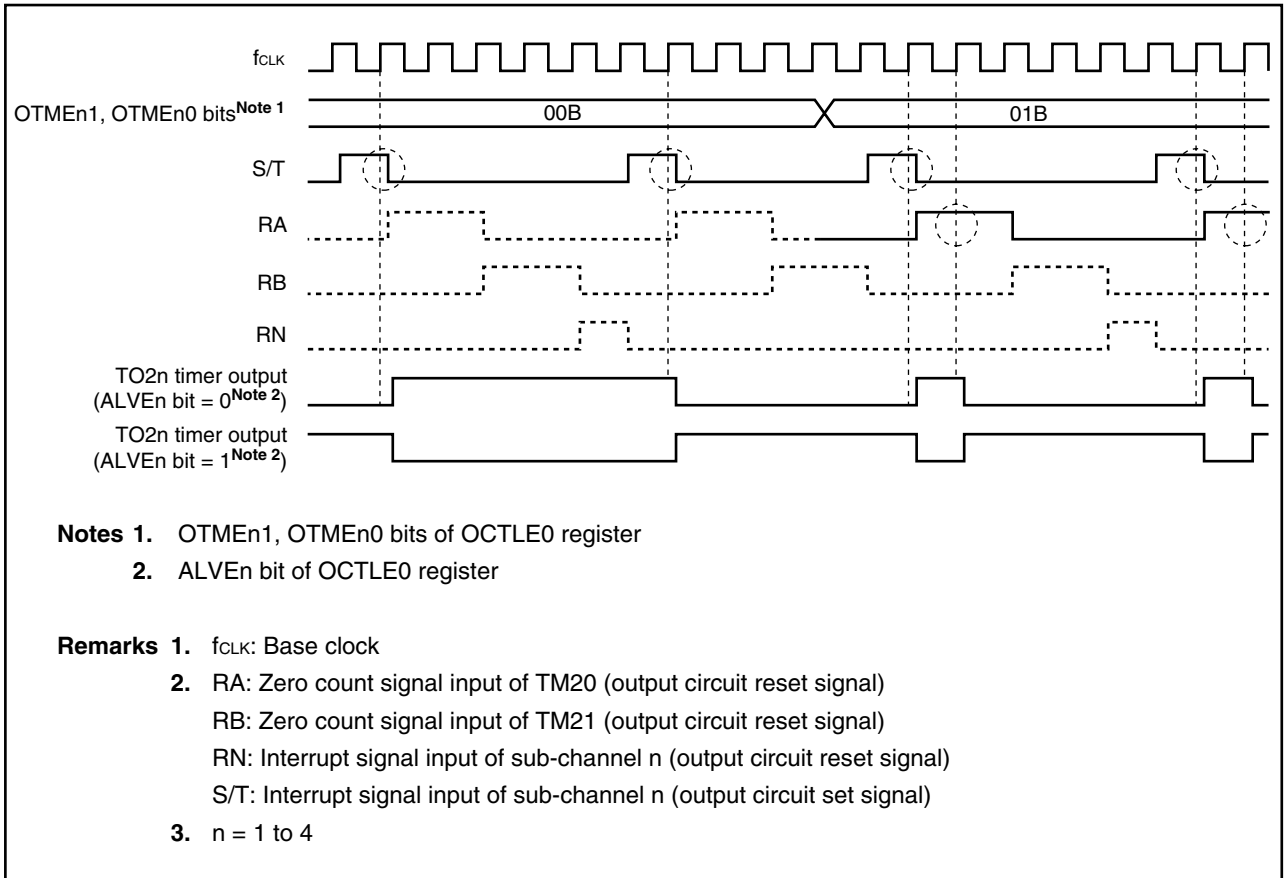 fCLK
OTMEn1, OTMEn0 bitsNote 1
00B
01B
S/T
RA
RB
RN
TO2n timer output
(ALVEn bit = 0Note 2)
TO2n timer output
(ALVEn bit = 1Note 2)
Notes 1. OTMEn1, OTMEn0 bits of OCTLE0 register
2. ALVEn bit of OCTLE0 register
Remarks 1. fCLK: Base clock
2. RA: Zero count signal input of TM20 (output circuit reset signal)
RB: Zero count signal input of TM21 (output circuit reset signal)
RN: Interrupt signal input of sub-channel n (output circuit reset signal)
S/T: Interrupt signal input of sub-channel n (output circuit set signal)
3. n = 1 to 4